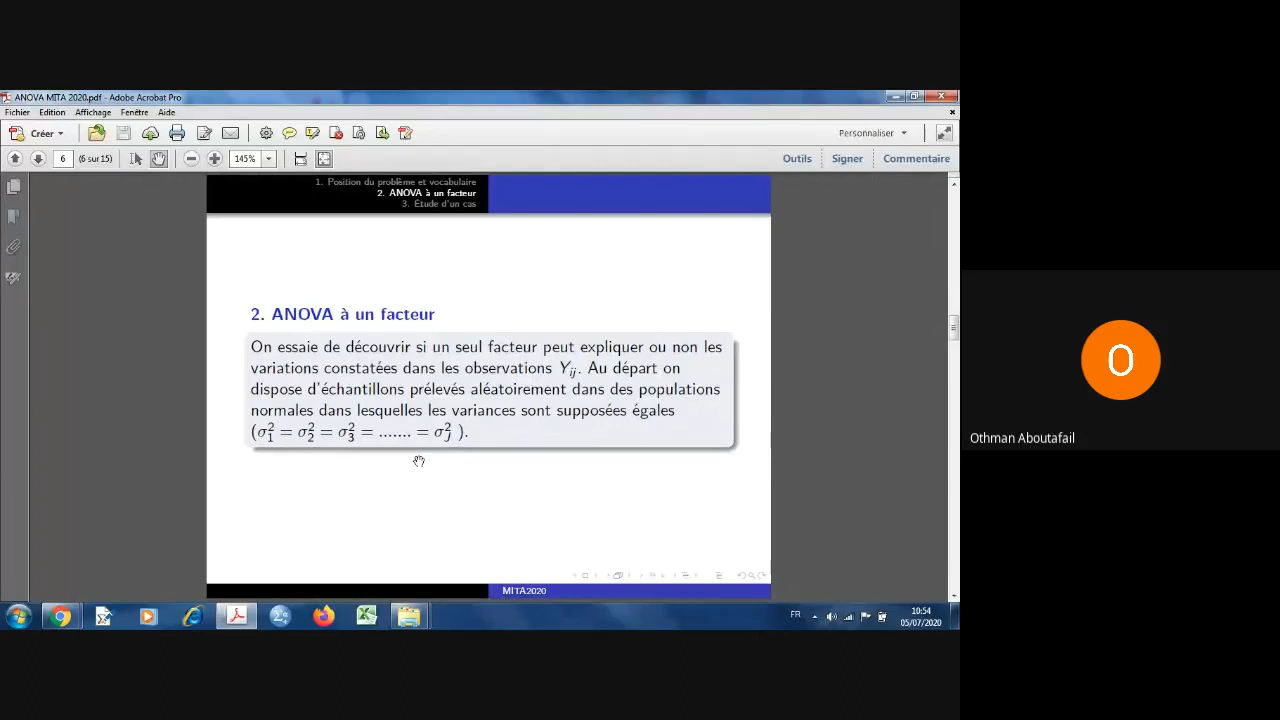 ANOVA MITA 2020.pdf - Adobe Acrobat Pro
Fichier Edition Affichage Fenêtre Aide
Créer
Personnaliser
6 (6 sur 15) 145% Outils Signer Commentaire
1. Position du problème et vocabulaire
2. ANOVA à un facteur
3. Étude d'un cas
2. ANOVA à un facteur
On essaie de découvrir si un seul facteur peut expliquer ou non les
variations constatées dans les observations Y_{ij}. Au départ on
dispose d'échantillons prélevés aléatoirement dans des populations
normales dans lesquelles les variances sont supposées égales
(σ_1^2 = σ_2^2 = σ_3^2 = ....... = σ_J^2 ).
MITA2020
FR 10:54
05/07/2020
O
Othman Aboutafail